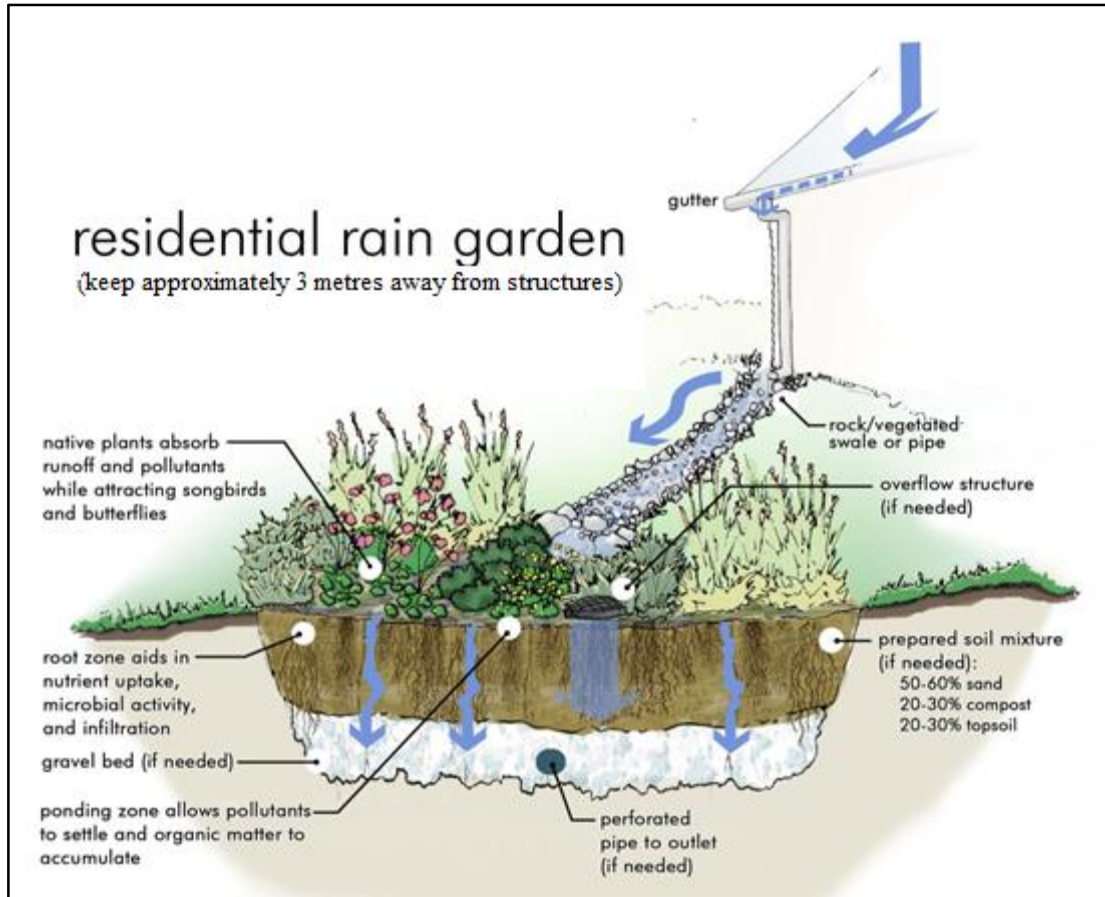 gutter
residential rain garden
(keep approximately 3 metres away from structures)
rock/vegetated
swale or pipe
native plants absorb
runoff and pollutants
while attracting songbirds
and butterflies
overflow structure
(if needed)
root zone aids in
nutrient uptake,
microbial activity,
and infiltration
prepared soil mixture
(if needed):
50-60% sand
20-30% compost
20-30% topsoil
gravel bed (if needed)
ponding zone allows pollutants
to settle and organic matter to
accumulate
perforated
pipe to outlet
(if needed)